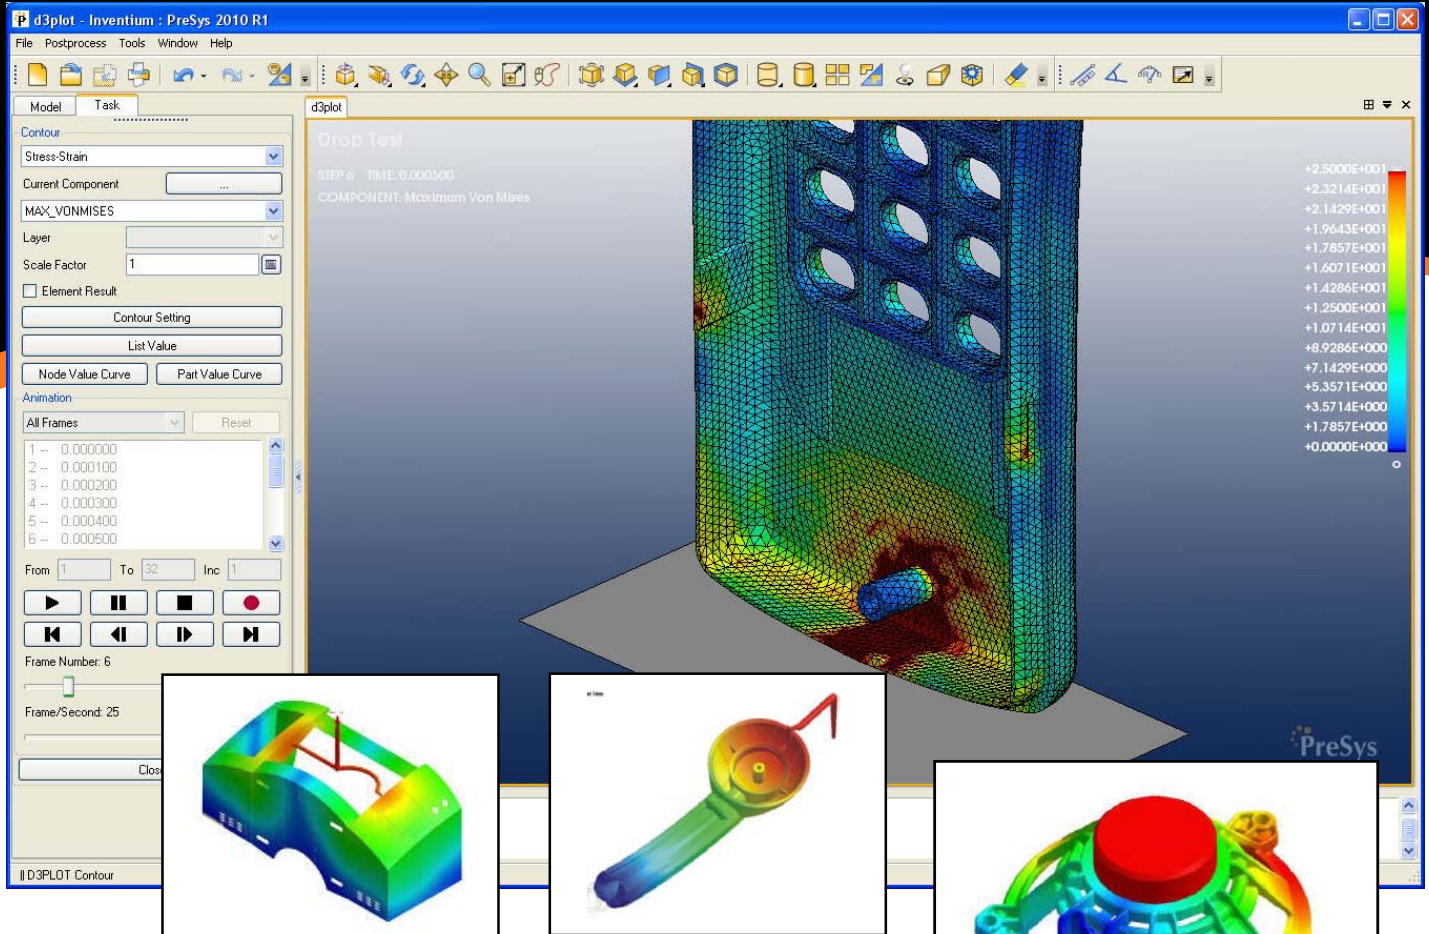 d3plot - Inventium : PreSys 2010 R1
File Postprocess Tools Window Help
Model Task
d3plot
Contour
Stress-Strain
Current Component ...
MAX_VONMISES
Layer
Scale Factor 1
Element Result
Contour Setting
List Value
Node Value Curve Part Value Curve
Animation
All Frames Reset
1 -- 0.000000
2 -- 0.000100
3 -- 0.000200
4 -- 0.000300
5 -- 0.000400
6 -- 0.000500
From 1 To 32 Inc 1
Frame Number: 6
Frame/Second: 25
Clos
|| D3PLOT Contour
Drop Test
STEP 6 TIME: 0.000500
COMPONENT: Maximum Von Mises
+2.5000E+001
+2.3214E+001
+2.1429E+001
+1.9643E+001
+1.7857E+001
+1.6071E+001
+1.4286E+001
+1.2500E+001
+1.0714E+001
+8.9286E+000
+7.1429E+000
+5.3571E+000
+3.5714E+000
+1.7857E+000
+0.0000E+000
PreSys